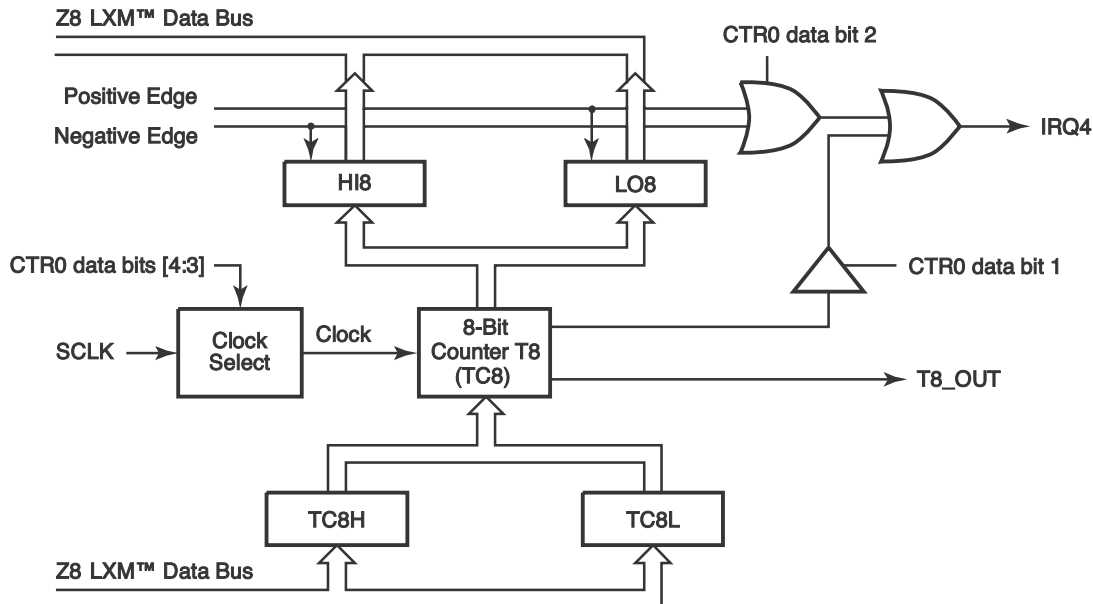 Z8 LXM™ Data Bus
CTR0 data bit 2
Positive Edge
Negative Edge
IRQ4
HI8
LO8
CTR0 data bits [4:3]
CTR0 data bit 1
Clock
Select
Clock
8-Bit
Counter T8
(TC8)
SCLK
T8_OUT
TC8H
TC8L
Z8 LXM™ Data Bus